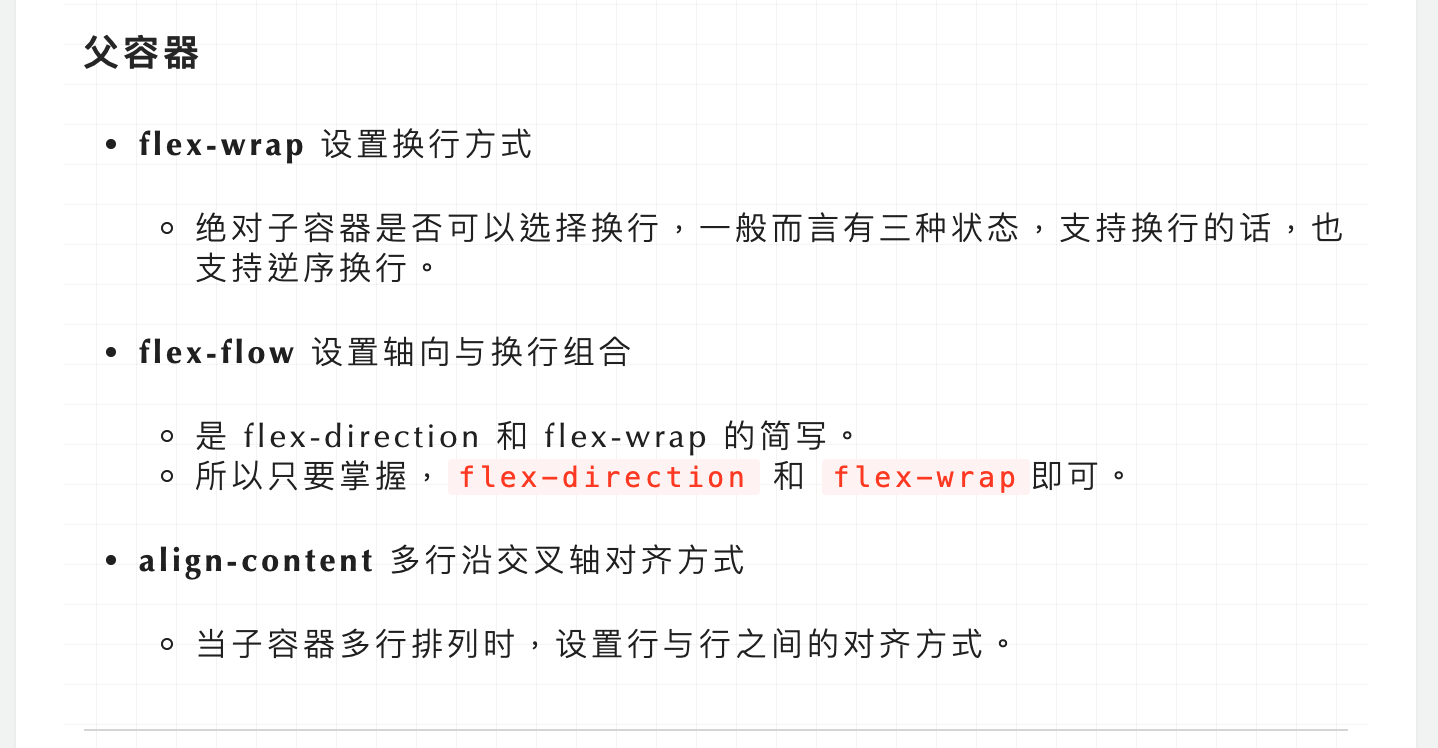 父容器
flex-wrap 设置换行方式
绝对子容器是否可以选择换行，一般而言有三种状态，支持换行的话，也
支持逆序换行。
flex-flow 设置轴向与换行组合
是 flex-direction 和 flex-wrap 的简写。
所以只要掌握， flex-direction 和 flex-wrap即可。
align-content 多行沿交叉轴对齐方式
当子容器多行排列时，设置行与行之间的对齐方式。